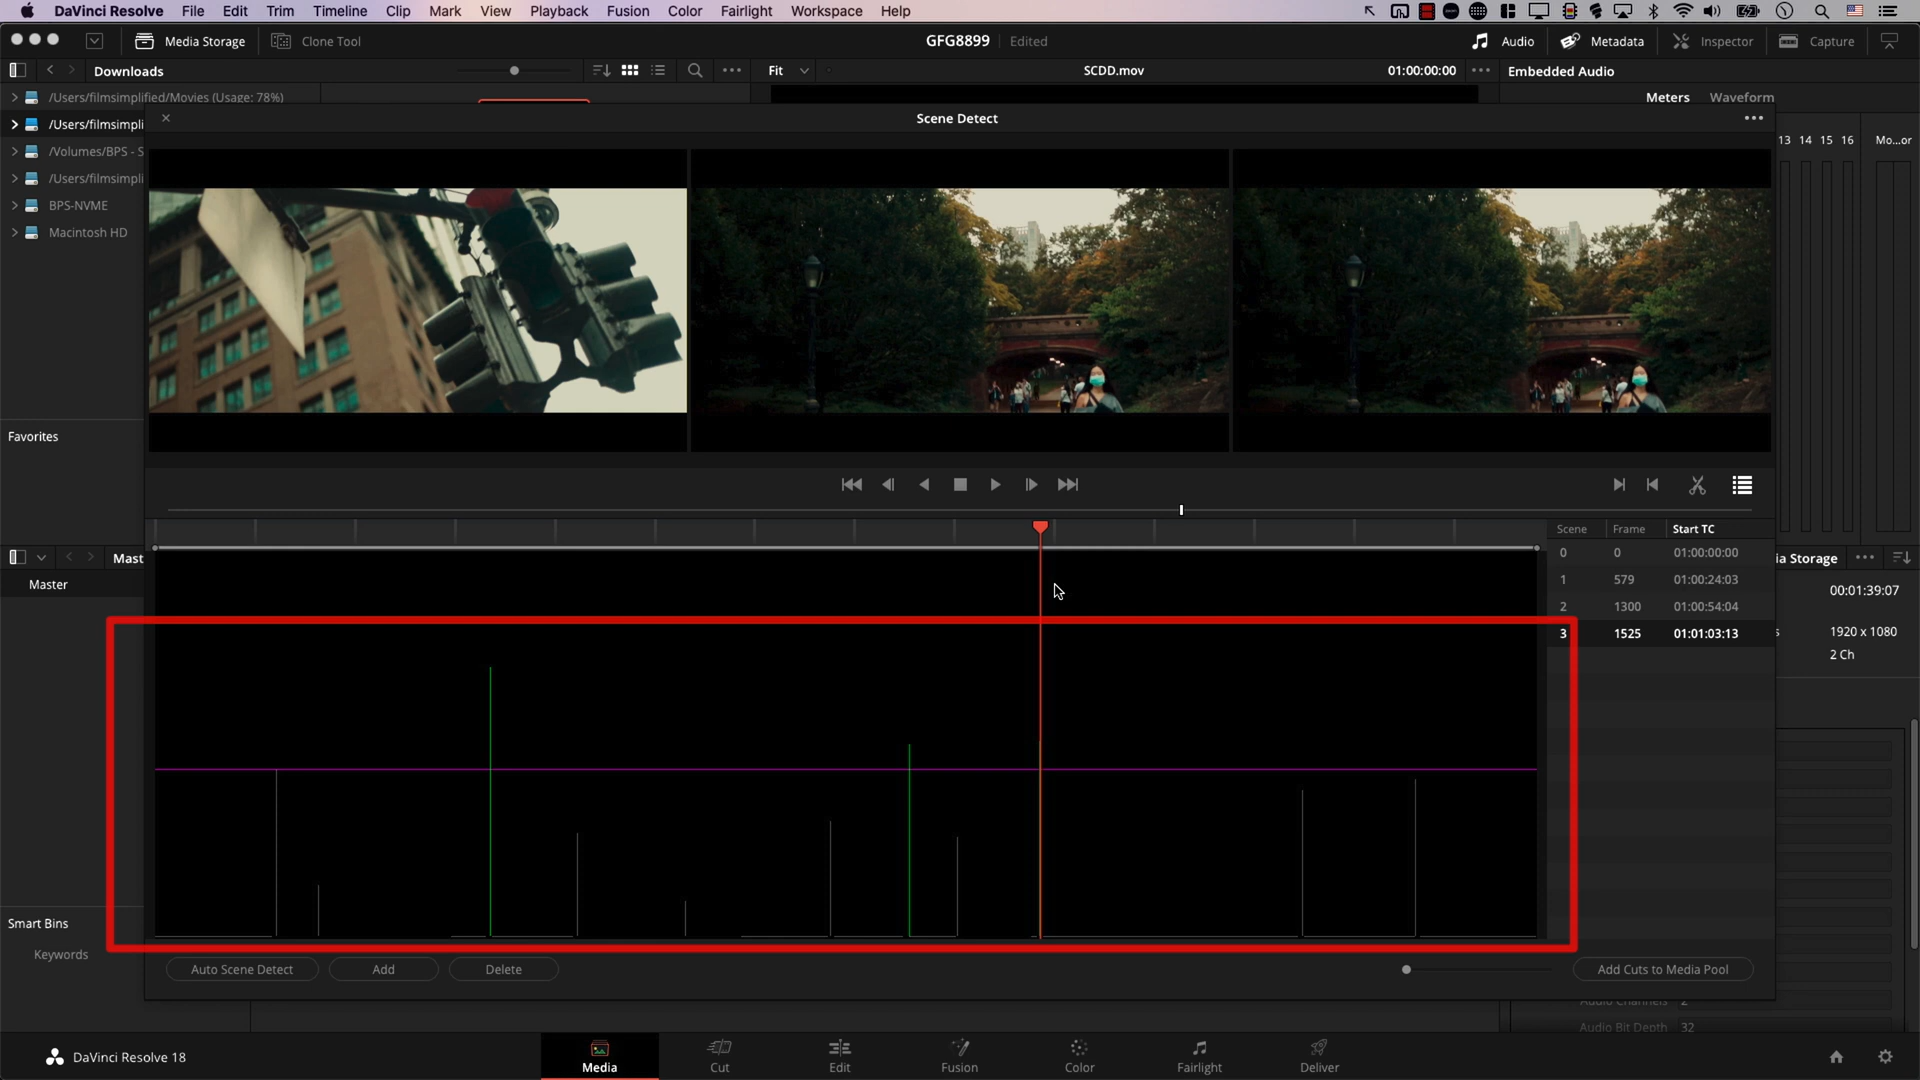 DaVinci Resolve File Edit Trim Timeline Clip Mark View Playback Fusion Color Fairlight Workspace Help
Media Storage Clone Tool GFG8899 Edited Audio Metadata Inspector Capture
Downloads Fit SCDD.mov 01:00:00:00 Embedded Audio
/Users/filmsimplified/Movies (Usage: 78%) Meters Waveform
/Users/filmsimpli Scene Detect
13 14 15 16 Mo...or
/Volumes/BPS - S
/Users/filmsimpli
BPS-NVME
Macintosh HD
Favorites
Scene Frame Start TC
0 0 01:00:00:00
Mast ia Storage
1 579 01:00:24:03
Master 00:01:39:07
2 1300 01:00:54:04
3 1525 01:01:03:13 s 1920 x 1080
2 Ch
Smart Bins
Keywords
Auto Scene Detect Add Delete Add Cuts to Media Pool
Audio Channels 2
Audio Bit Depth 32
DaVinci Resolve 18 Media Cut Edit Fusion Color Fairlight Deliver